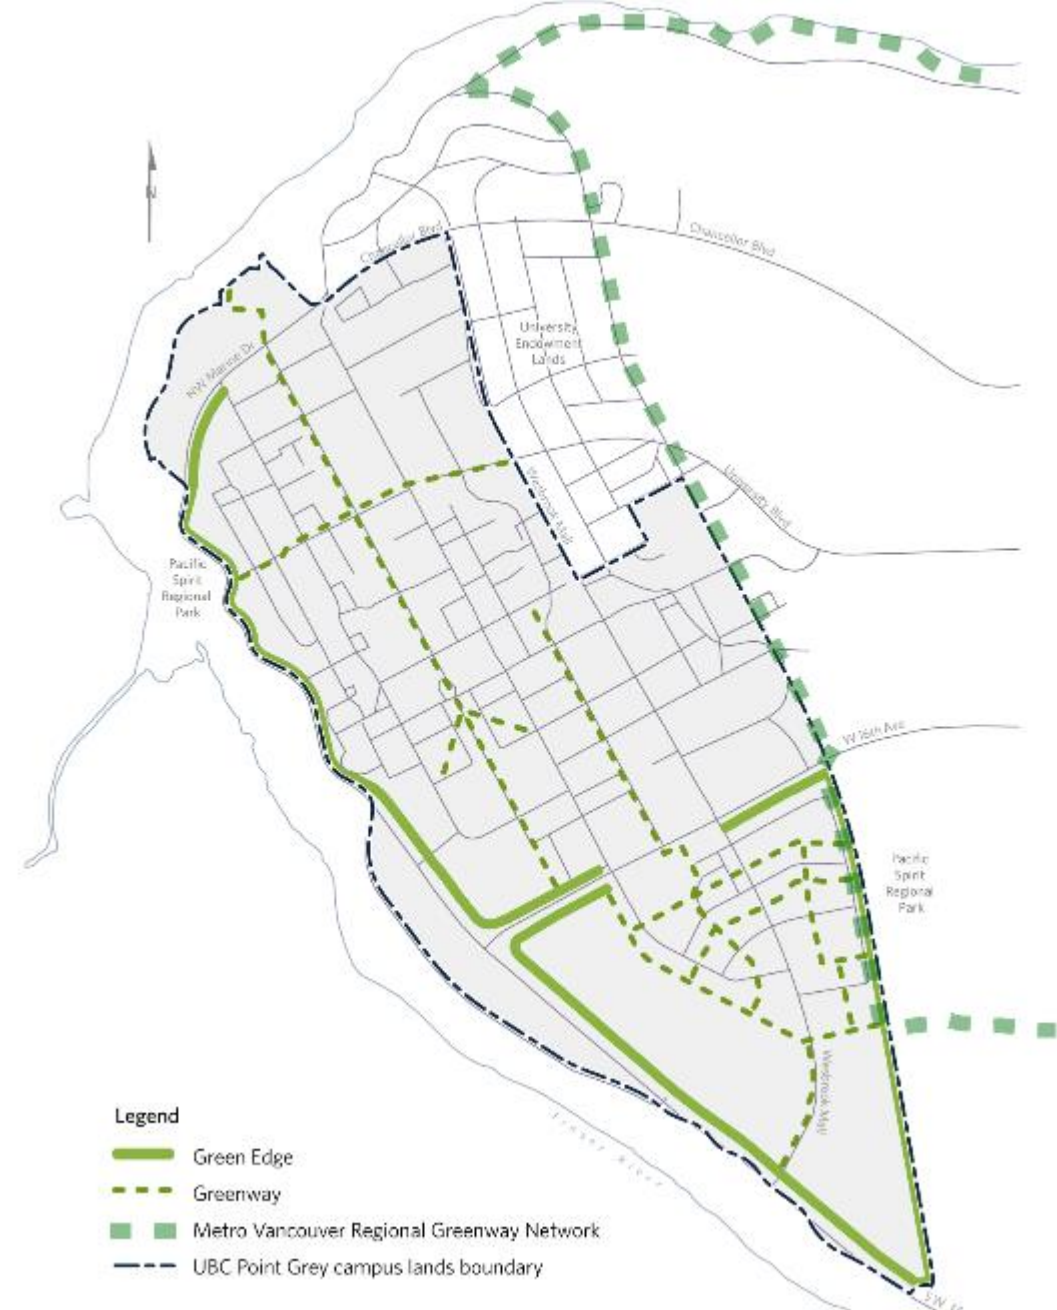 N
Chancellor Blvd
Chancellor Blvd
University
Endowment
Lands
NW Marine Dr
Wesbrook Mall
University Blvd
Pacific
Spirit
Regional
Park
W 16th Ave
Pacific
Spirit
Regional
Park
Wesbrook Mall
Fraser River
SW
Legend
Green Edge
Greenway
Metro Vancouver Regional Greenway Network
UBC Point Grey campus lands boundary